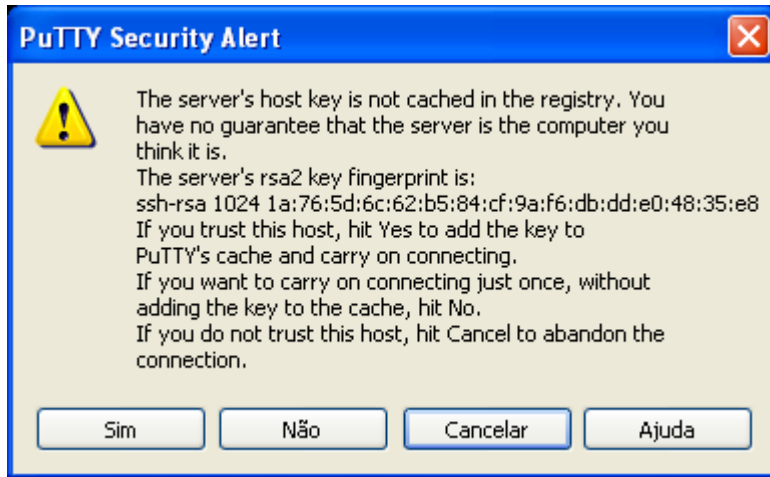 PuTTY Security Alert
The server's host key is not cached in the registry. You
have no guarantee that the server is the computer you
think it is.
The server's rsa2 key fingerprint is:
ssh-rsa 1024 1a:76:5d:6c:62:b5:84:cf:9a:f6:db:dd:e0:48:35:e8
If you trust this host, hit Yes to add the key to
PuTTY's cache and carry on connecting.
If you want to carry on connecting just once, without
adding the key to the cache, hit No.
If you do not trust this host, hit Cancel to abandon the
connection.
Sim Não Cancelar Ajuda